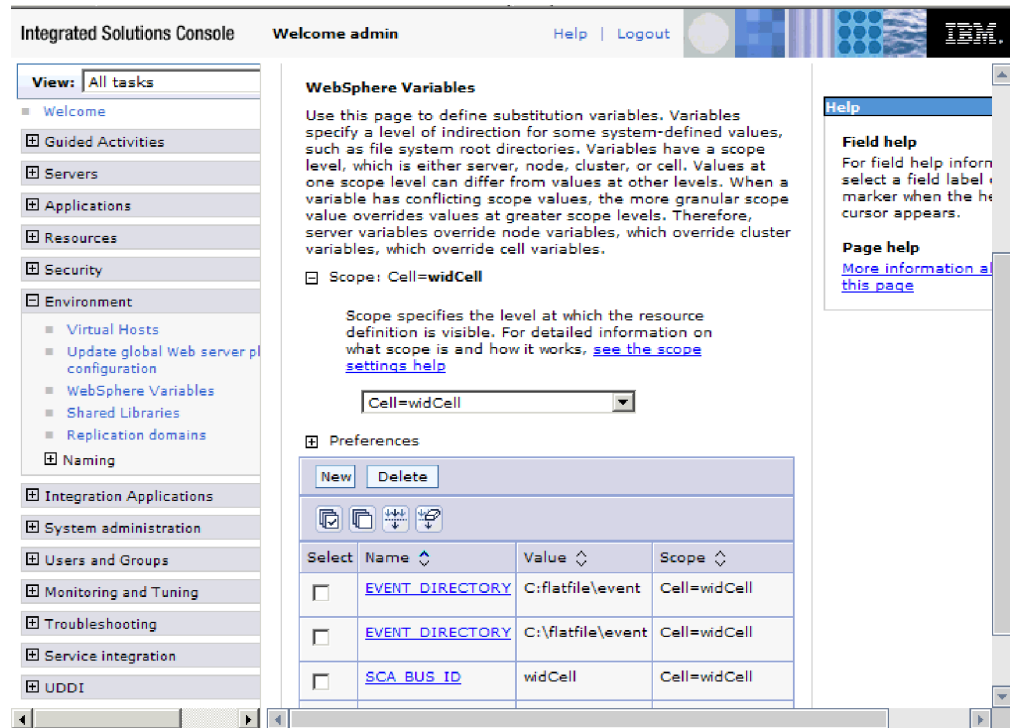 Integrated Solutions Console
Welcome admin
Help | Logout
IBM.
View: All tasks
Welcome
Guided Activities
Servers
Applications
Resources
Security
Environment
Virtual Hosts
Update global Web server pl
configuration
WebSphere Variables
Shared Libraries
Replication domains
Naming
Integration Applications
System administration
Users and Groups
Monitoring and Tuning
Troubleshooting
Service integration
UDDI
WebSphere Variables
Use this page to define substitution variables. Variables
specify a level of indirection for some system-defined values,
such as file system root directories. Variables have a scope
level, which is either server, node, cluster, or cell. Values at
one scope level can differ from values at other levels. When a
variable has conflicting scope values, the more granular scope
value overrides values at greater scope levels. Therefore,
server variables override node variables, which override cluster
variables, which override cell variables.
Scope: Cell=widCell
Scope specifies the level at which the resource
definition is visible. For detailed information on
what scope is and how it works, see the scope
settings help
Cell=widCell
Preferences
New Delete
Select Name Value Scope
EVENT_DIRECTORY C:flatfile\event Cell=widCell
EVENT_DIRECTORY C:\flatfile\event Cell=widCell
SCA_BUS_ID widCell Cell=widCell
Help
Field help
For field help inform
select a field label
marker when the he
cursor appears.
Page help
More information al
this page